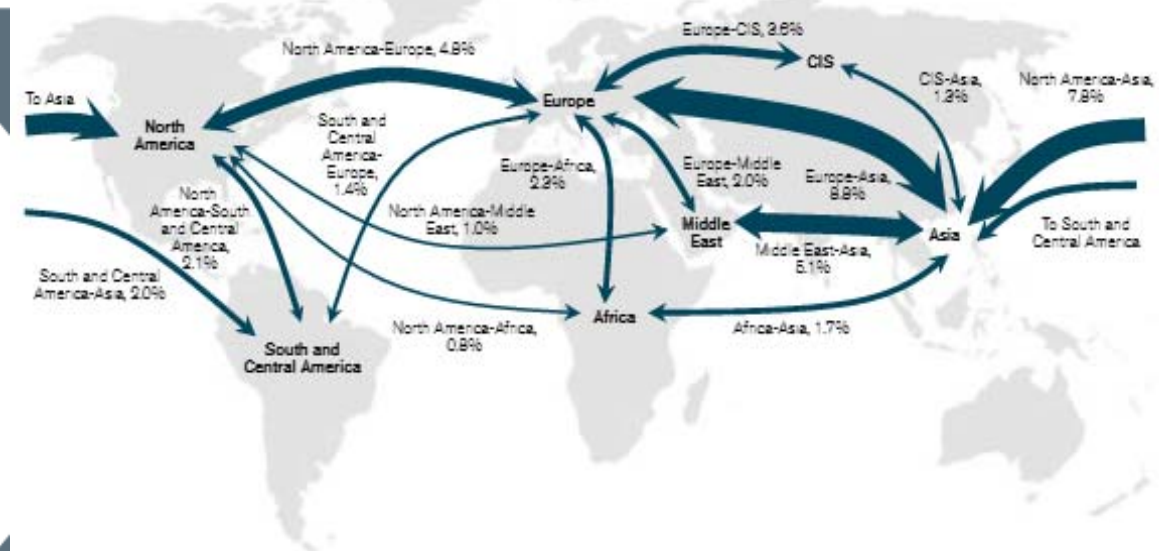 Europe-CIS, 3.6%
North America-Europe, 4.8%
CIS
CIS-Asia,
1.3%
North America-Asia,
7.8%
To Asia
Europe
North
America
South and
Central
America-
Europe,
1.4%
Europe-Africa,
2.3%
Europe-Middle
East, 2.0%
Europe-Asia,
8.8%
North
America-South
and Central
America,
2.1%
North America-Middle
East, 1.0%
Middle
East
Asia
To South and
Central America
Middle East-Asia,
5.1%
South and Central
America-Asia, 2.0%
Africa
North America-Africa,
0.8%
Africa-Asia, 1.7%
South and
Central America